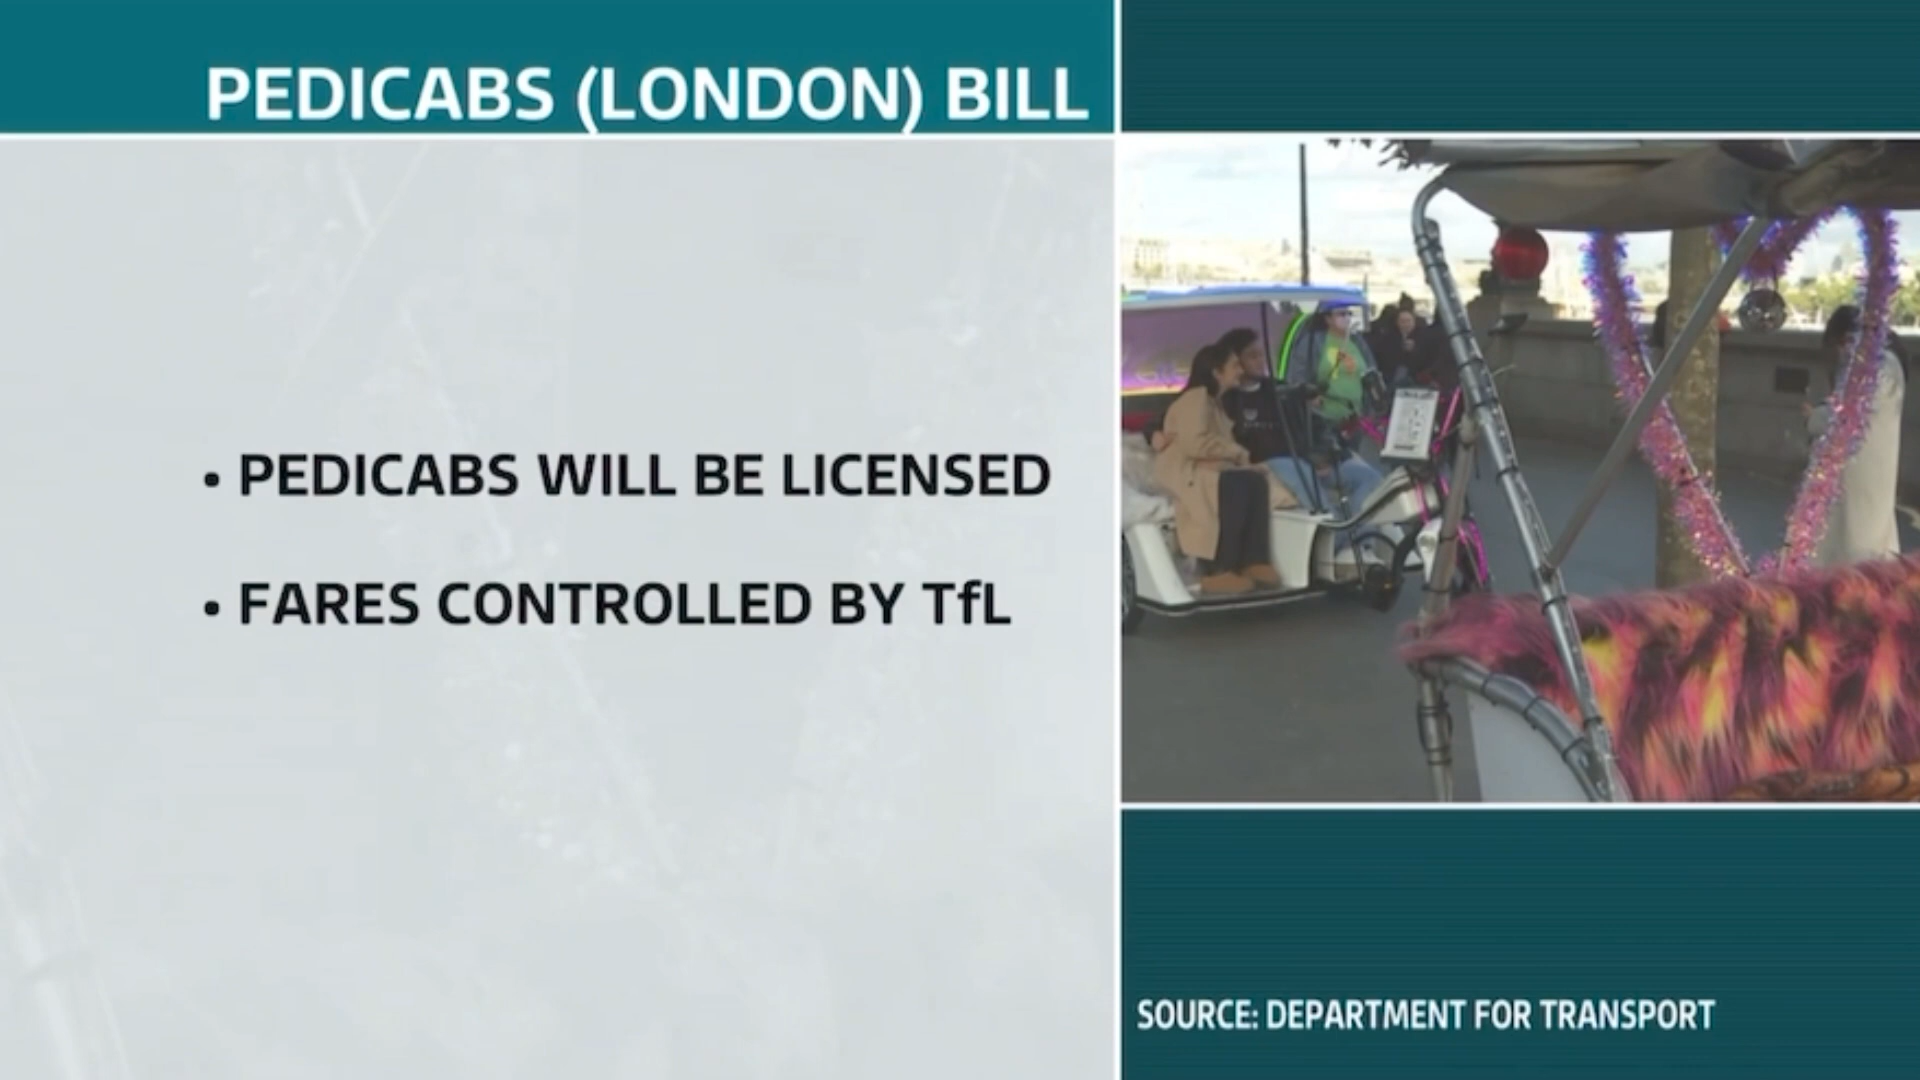 PEDICABS (LONDON) BILL
• PEDICABS WILL BE LICENSED
• FARES CONTROLLED BY TfL
SOURCE: DEPARTMENT FOR TRANSPORT